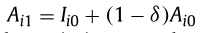 A_{i1} = I_{i0} + (1 − δ)A_{i0}